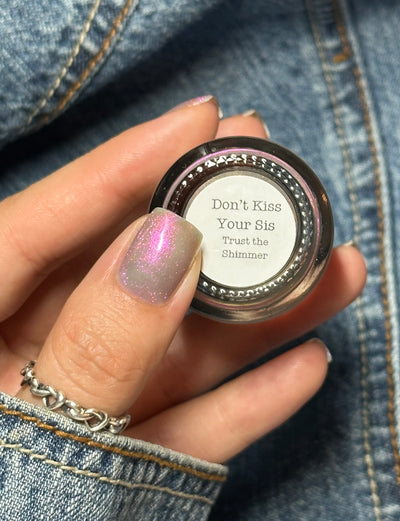 Don't Kiss
Your Sis
Trust the
Shimmer